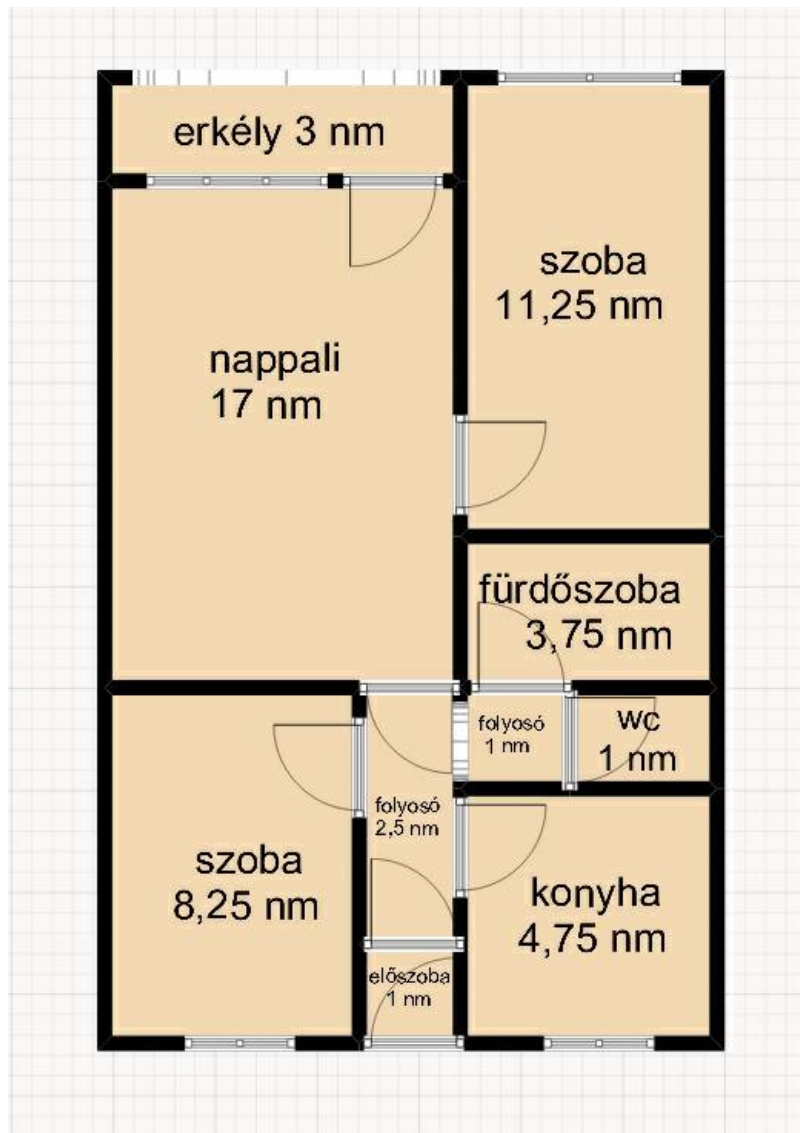 erkély 3 nm
szoba
11,25 nm
nappali
17 nm
fürdőszoba
3,75 nm
folyosó
1 nm
wc
1 nm
folyosó
2,5 nm
szoba
8,25 nm
konyha
4,75 nm
előszoba
1 nm